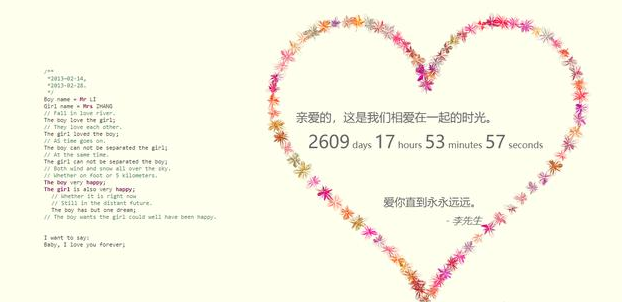 /**
*2013-02-14,
*2013-02-28.
*/
Boy name = Mr LI
Girl name = Mrs ZHANG
// Fall in love river.
The boy love the girl;
// They love each other.
The girl loved the boy;
// AS time goes on.
The boy can not be separated the girl;
// At the same time.
The girl can not be separated the boy;
// Both wind and snow all over the sky.
// Whether on foot or 5 kilometers.
The boy very happy;
The girl is also very happy;
// Whether it is right now
// Still in the distant future.
The boy has but one dream;
// The boy wants the girl could well have been happy.
I want to say:
Baby, I love you forever;
亲爱的，这是我们相爱在一起的时光。
2609 days 17 hours 53 minutes 57 seconds
爱你直到永永远远。
- 李先生